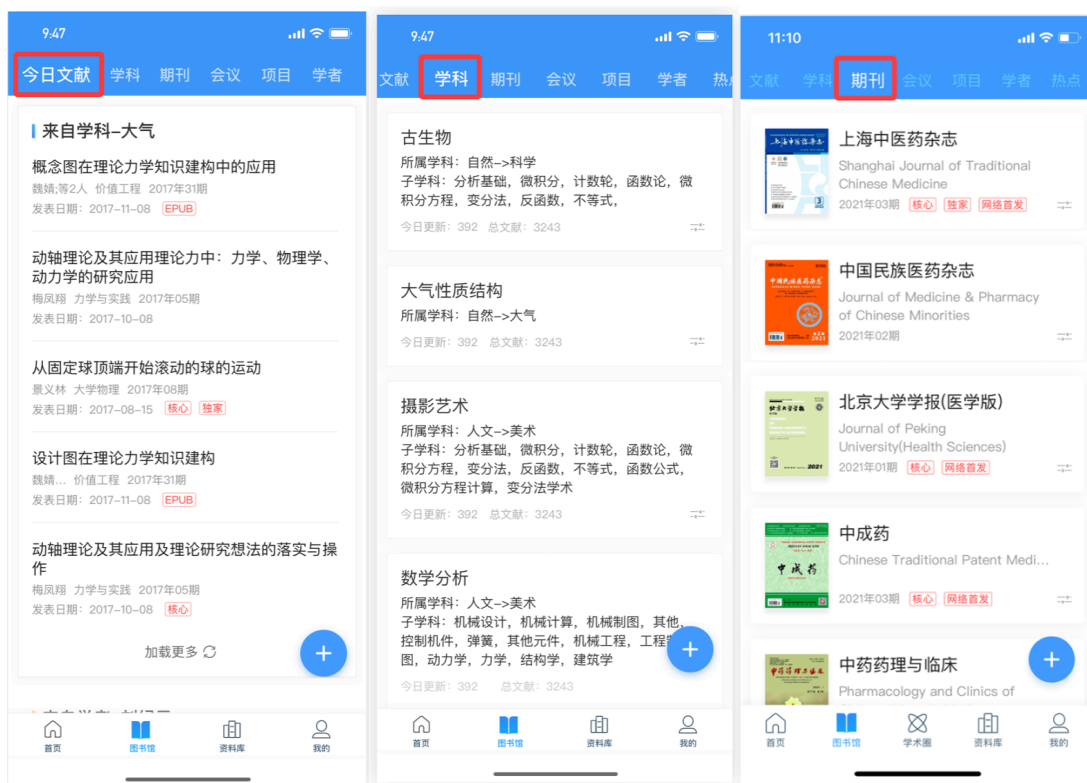 9:47
今日文献 学科 期刊 会议 项目 学者
来自学科-大气
概念图在理论力学知识建构中的应用
魏婧;等2人 价值工程 2017年31期
发表日期：2017-11-08 EPUB
动轴理论及其应用理论力中：力学、物理学、
动力学的研究应用
梅凤翔 力学与实践 2017年05期
发表日期：2017-10-08
从固定球顶端开始滚动的球的运动
景义林 大学物理 2017年08期
发表日期：2017-08-15 核心 独家
设计图在理论力学知识建构
魏婧... 价值工程 2017年31期
发表日期：2017-11-08 EPUB
动轴理论及其应用及理论研究想法的落实与操
作
梅凤翔 力学与实践 2017年05期
发表日期：2017-10-08 核心
加载更多
首页 图书馆 资料库 我的
9:47
文献 学科 期刊 会议 项目 学者 热
古生物
所属学科：自然->科学
子学科：分析基础，微积分，计数轮，函数论，微
积分方程，变分法，反函数，不等式，
今日更新：392 总文献：3243
大气性质结构
所属学科：自然->大气
今日更新：392 总文献：3243
摄影艺术
所属学科：人文->美术
子学科：分析基础，微积分，计数轮，函数论，微
积分方程，变分法，反函数，不等式，函数公式，
微积分方程计算，变分法学术
今日更新：392 总文献：3243
数学分析
所属学科：人文->美术
子学科：机械设计，机械计算，机械制图，其他，
控制机件，弹簧，其他元件，机械工程，工程
图，动力学，力学，结构学，建筑学
今日更新：392 总文献：3243
首页 图书馆 资料库 我的
11:10
文献 学科 期刊 会议 项目 学者 热点
上海中医药杂志
Shanghai Journal of Traditional
Chinese Medicine
2021年03期 核心 独家 网络首发
中国民族医药杂志
Journal of Medicine & Pharmacy
of Chinese Minorities
2021年02期
北京大学学报(医学版)
Journal of Peking
University(Health Sciences)
2021年01期 核心 网络首发
2021
中成药
Chinese Traditional Patent Medi...
2021年03期 核心 网络首发
中成药
中药药理与临床
Pharmacology and Clinics of
首页 图书馆 学术圈 资料库 我的